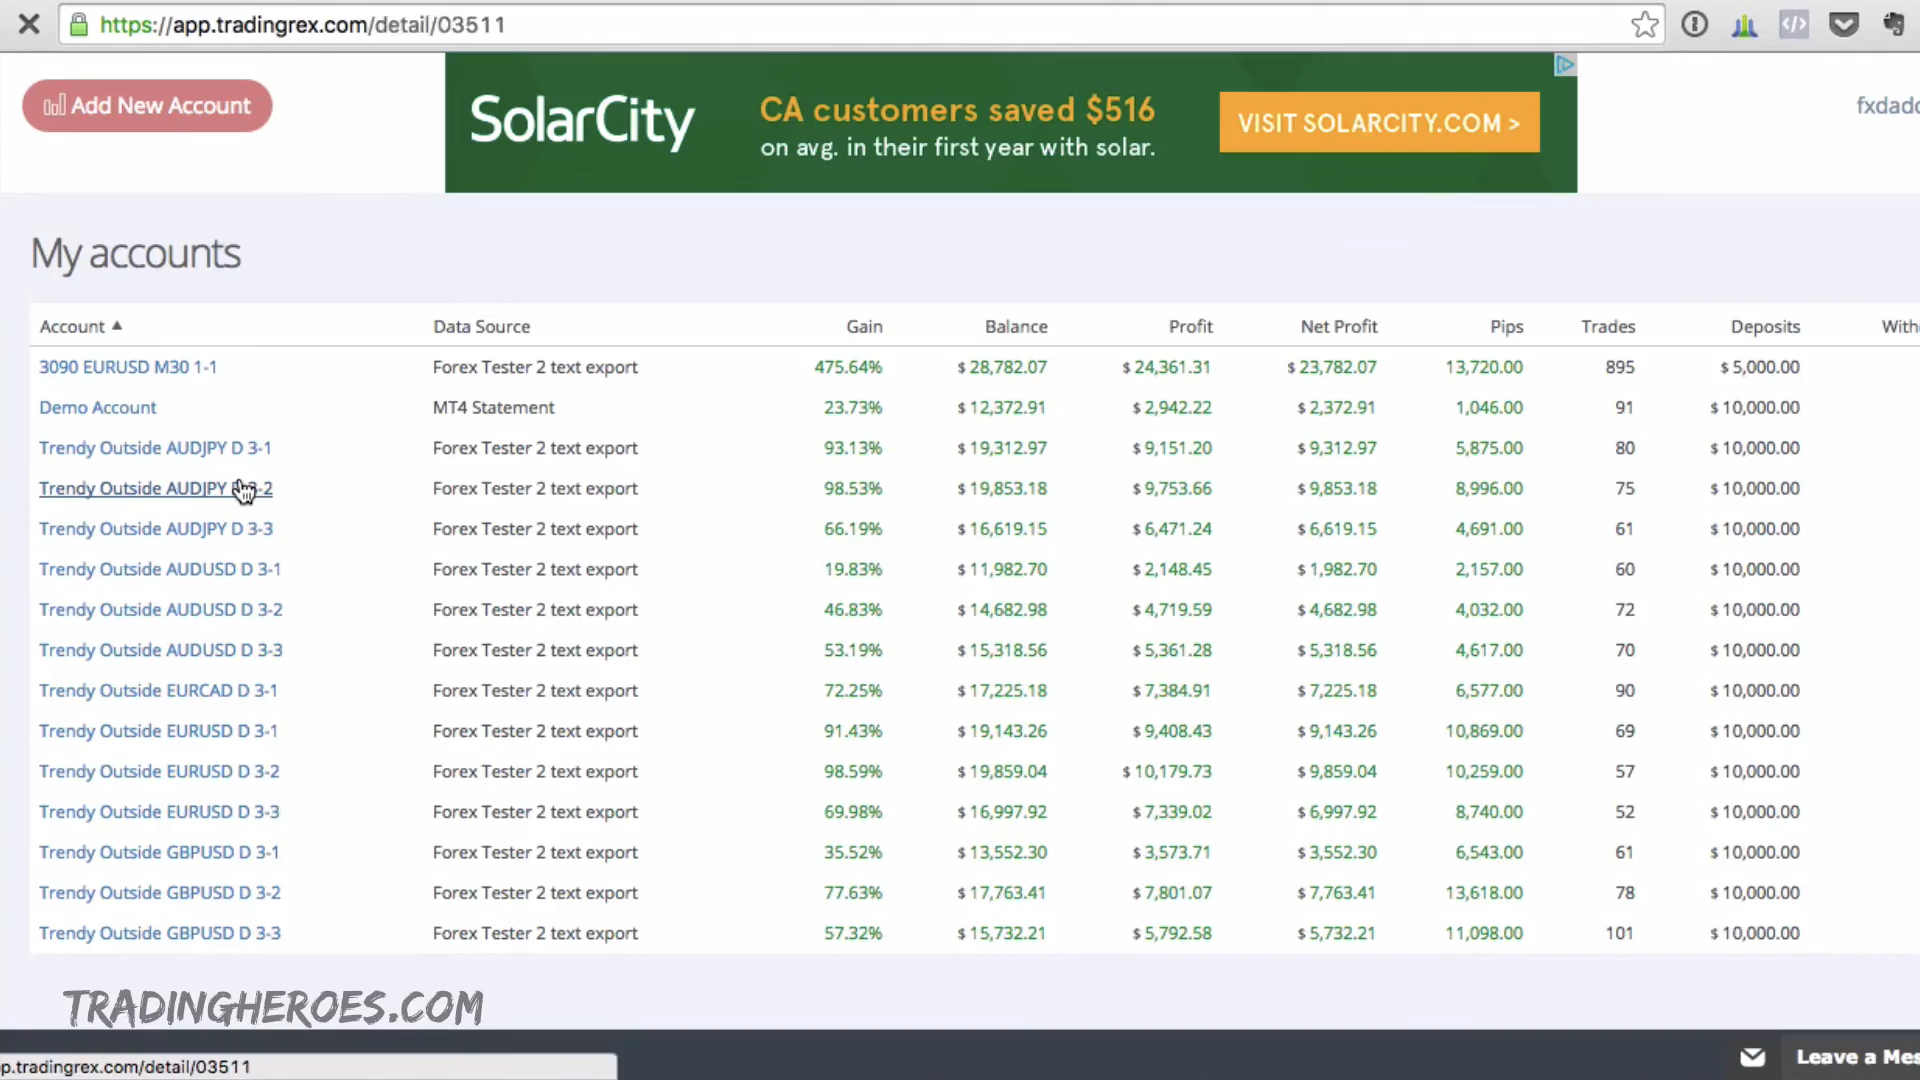 https://app.tradingrex.com/detail/03511
Add New Account
SolarCity
CA customers saved $516
on avg. in their first year with solar.
VISIT SOLARCITY.COM >
My accounts
Account ▲ Data Source Gain Balance Profit Net Profit Pips Trades Deposits
3090 EURUSD M30 1-1 Forex Tester 2 text export 475.64% $ 28,782.07 $ 24,361.31 $ 23,782.07 13,720.00 895 $ 5,000.00
Demo Account MT4 Statement 23.73% $ 12,372.91 $ 2,942.22 $ 2,372.91 1,046.00 91 $ 10,000.00
Trendy Outside AUDJPY D 3-1 Forex Tester 2 text export 93.13% $ 19,312.97 $ 9,151.20 $ 9,312.97 5,875.00 80 $ 10,000.00
Trendy Outside AUDJPY D 3-2 Forex Tester 2 text export 98.53% $ 19,853.18 $ 9,753.66 $ 9,853.18 8,996.00 75 $ 10,000.00
Trendy Outside AUDJPY D 3-3 Forex Tester 2 text export 66.19% $ 16,619.15 $ 6,471.24 $ 6,619.15 4,691.00 61 $ 10,000.00
Trendy Outside AUDUSD D 3-1 Forex Tester 2 text export 19.83% $ 11,982.70 $ 2,148.45 $ 1,982.70 2,157.00 60 $ 10,000.00
Trendy Outside AUDUSD D 3-2 Forex Tester 2 text export 46.83% $ 14,682.98 $ 4,719.59 $ 4,682.98 4,032.00 72 $ 10,000.00
Trendy Outside AUDUSD D 3-3 Forex Tester 2 text export 53.19% $ 15,318.56 $ 5,361.28 $ 5,318.56 4,617.00 70 $ 10,000.00
Trendy Outside EURCAD D 3-1 Forex Tester 2 text export 72.25% $ 17,225.18 $ 7,384.91 $ 7,225.18 6,577.00 90 $ 10,000.00
Trendy Outside EURUSD D 3-1 Forex Tester 2 text export 91.43% $ 19,143.26 $ 9,408.43 $ 9,143.26 10,869.00 69 $ 10,000.00
Trendy Outside EURUSD D 3-2 Forex Tester 2 text export 98.59% $ 19,859.04 $ 10,179.73 $ 9,859.04 10,259.00 57 $ 10,000.00
Trendy Outside EURUSD D 3-3 Forex Tester 2 text export 69.98% $ 16,997.92 $ 7,339.02 $ 6,997.92 8,740.00 52 $ 10,000.00
Trendy Outside GBPUSD D 3-1 Forex Tester 2 text export 35.52% $ 13,552.30 $ 3,573.71 $ 3,552.30 6,543.00 61 $ 10,000.00
Trendy Outside GBPUSD D 3-2 Forex Tester 2 text export 77.63% $ 17,763.41 $ 7,801.07 $ 7,763.41 13,618.00 78 $ 10,000.00
Trendy Outside GBPUSD D 3-3 Forex Tester 2 text export 57.32% $ 15,732.21 $ 5,792.58 $ 5,732.21 11,098.00 101 $ 10,000.00
TRADINGHEROES.COM
Leave a Mes
p.tradingrex.com/detail/03511